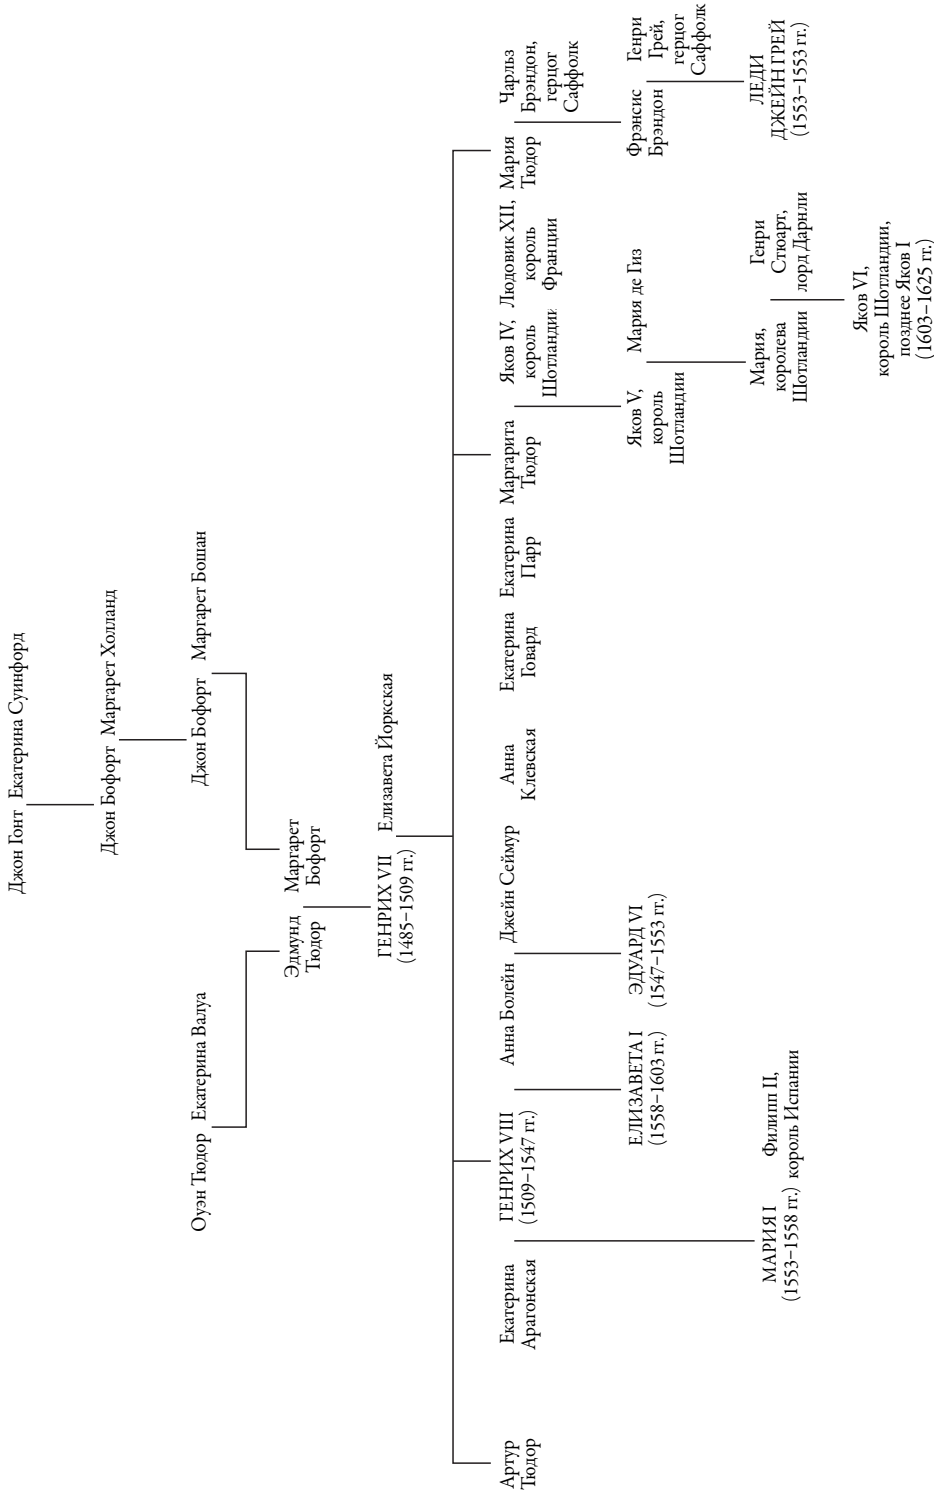 Джон Гонт Екатерина Суинфорд
Джон Бофорт Маргарет Холланд
Оуэн Тюдор Екатерина Валуа
Джон Бофорт Маргарет Бошан
Эдмунд
Тюдор
Маргарет
Бофорт
ГЕНРИХ VII
(1485–1509 гг.)
Елизавета Йоркская
Артур
Тюдор
Екатерина
Арагонская
ГЕНРИХ VIII
(1509–1547 гг.)
Анна Болейн
Джейн Сеймур
Анна
Клевская
Екатерина
Говард
Екатерина
Парр
Маргарита
Тюдор
Яков IV,
король
Шотландии
Людовик XII,
король
Франции
Мария
Тюдор
Чарльз
Брэндон,
герцог
Саффолк
ЕЛИЗАВЕТА I
(1558–1603 гг.)
ЭДУАРД VI
(1547–1553 гг.)
Яков V,
король
Шотландии
Мария де Гиз
Фрэнсис
Брэндон
Генри
Грей,
герцог
Саффолк
МАРИЯ I
(1553–1558 гг.)
Филипп II,
король Испании
Мария,
королева
Шотландии
Генри
Стюарт,
лорд Дарнли
ЛЕДИ
ДЖЕЙН ГРЕЙ
(1553–1553 гг.)
Яков VI,
король Шотландии,
позднее Яков I
(1603–1625 гг.)